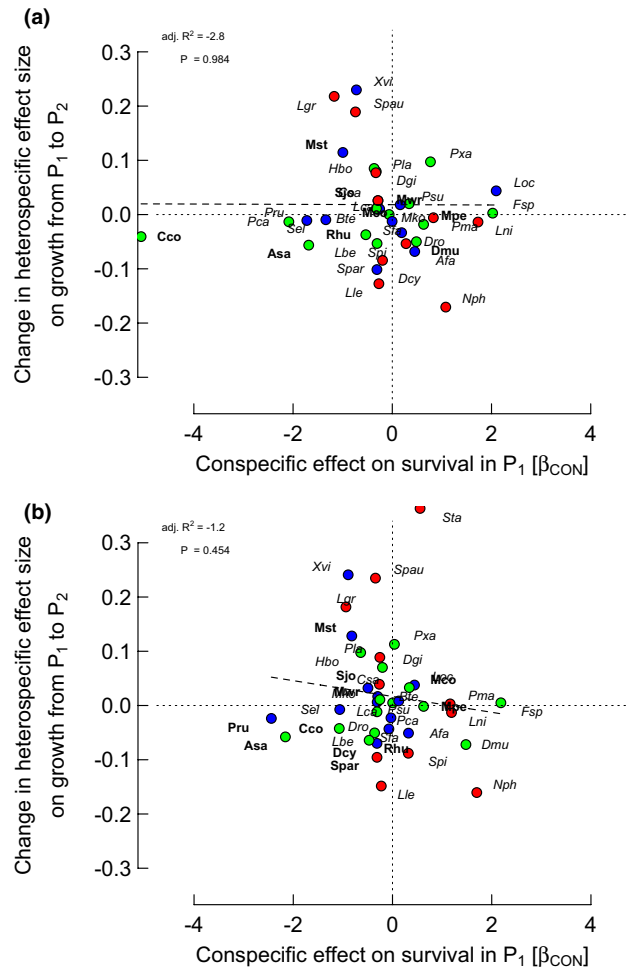 (a)
adj. R² = -2.8
P = 0.984
Change in heterospecific effect size
on growth from P₁ to P₂
0.3
0.2
0.1
0.0
-0.1
-0.2
-0.3
Xvi
Lgr
Spau
Mst
Hbo
Pla
Pxa
Dgi
Sjo
Mwr
Psu
Loc
Fsp
Pru
Pca
Sel
Bte
Mko
Mpe
Pma
Lni
Cco
Asa
Rhu
Lbe
Spi
Dro
Dmu
Afa
Spar
Dcy
Lle
Nph
-4
-2
0
2
4
Conspecific effect on survival in P₁ [βCON]
(b)
adj. R² = -1.2
P = 0.454
Change in heterospecific effect size
on growth from P₁ to P₂
0.3
0.2
0.1
0.0
-0.1
-0.2
-0.3
Sta
Xvi
Spau
Lgr
Mst
Pla
Pxa
Hbo
Dgi
Sjo
Csa
Mco
Mwr
Bte
Pma
Sel
Lca
Mpe
Fsp
Pru
Cco
Dro
Pca
Lni
Asa
Lbe
Sfa
Afa
Dmu
Dcy
Rhu
Spar
Spi
Lle
Nph
-4
-2
0
2
4
Conspecific effect on survival in P₁ [βCON]